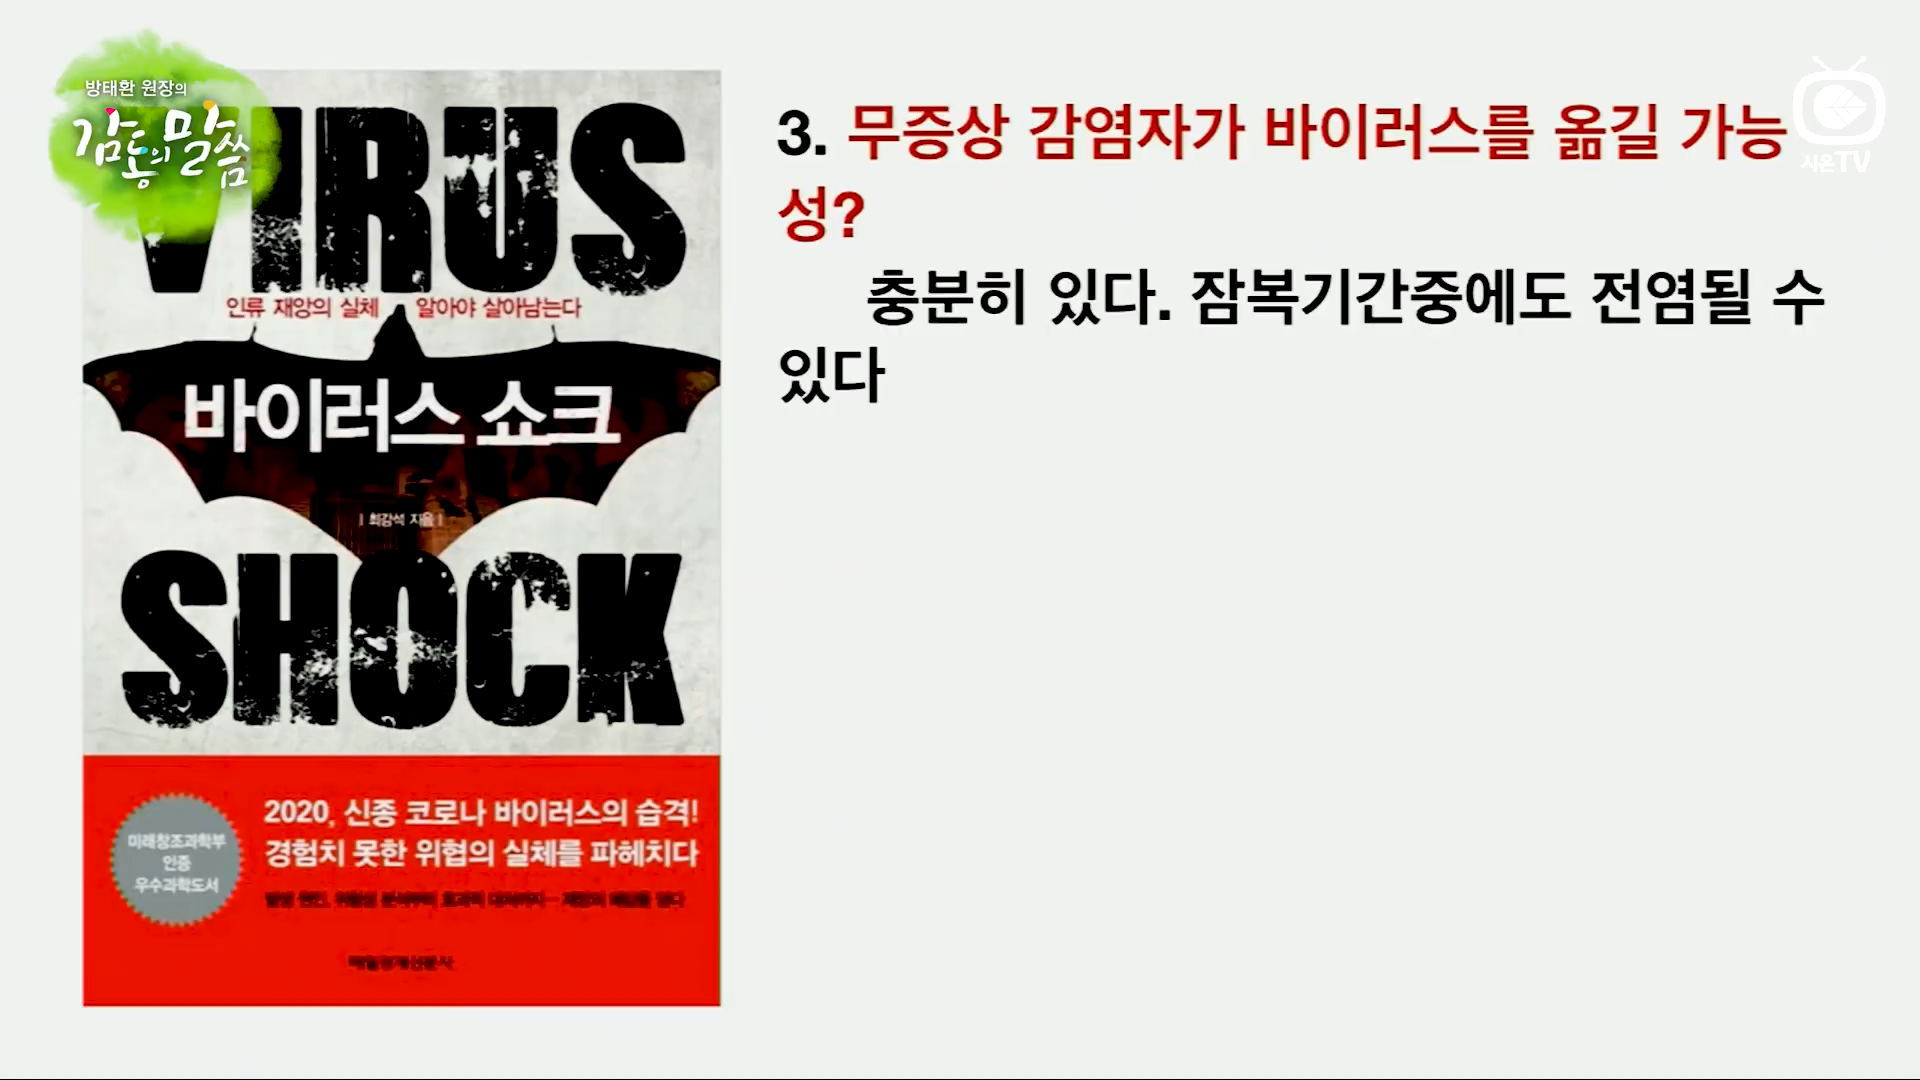 방태환 원장의
감동의 말씀
VIRUS
인류 재앙의 실체 알아야 살아남는다
바이러스 쇼크
| 최강석 지음 |
SHOCK
미래창조과학부
인증
우수과학도서
2020, 신종 코로나 바이러스의 습격!
경험치 못한 위협의 실체를 파헤치다
매일경제신문사
3. 무증상 감염자가 바이러스를 옮길 가능
성?
충분히 있다. 잠복기간중에도 전염될 수
있다
시온TV